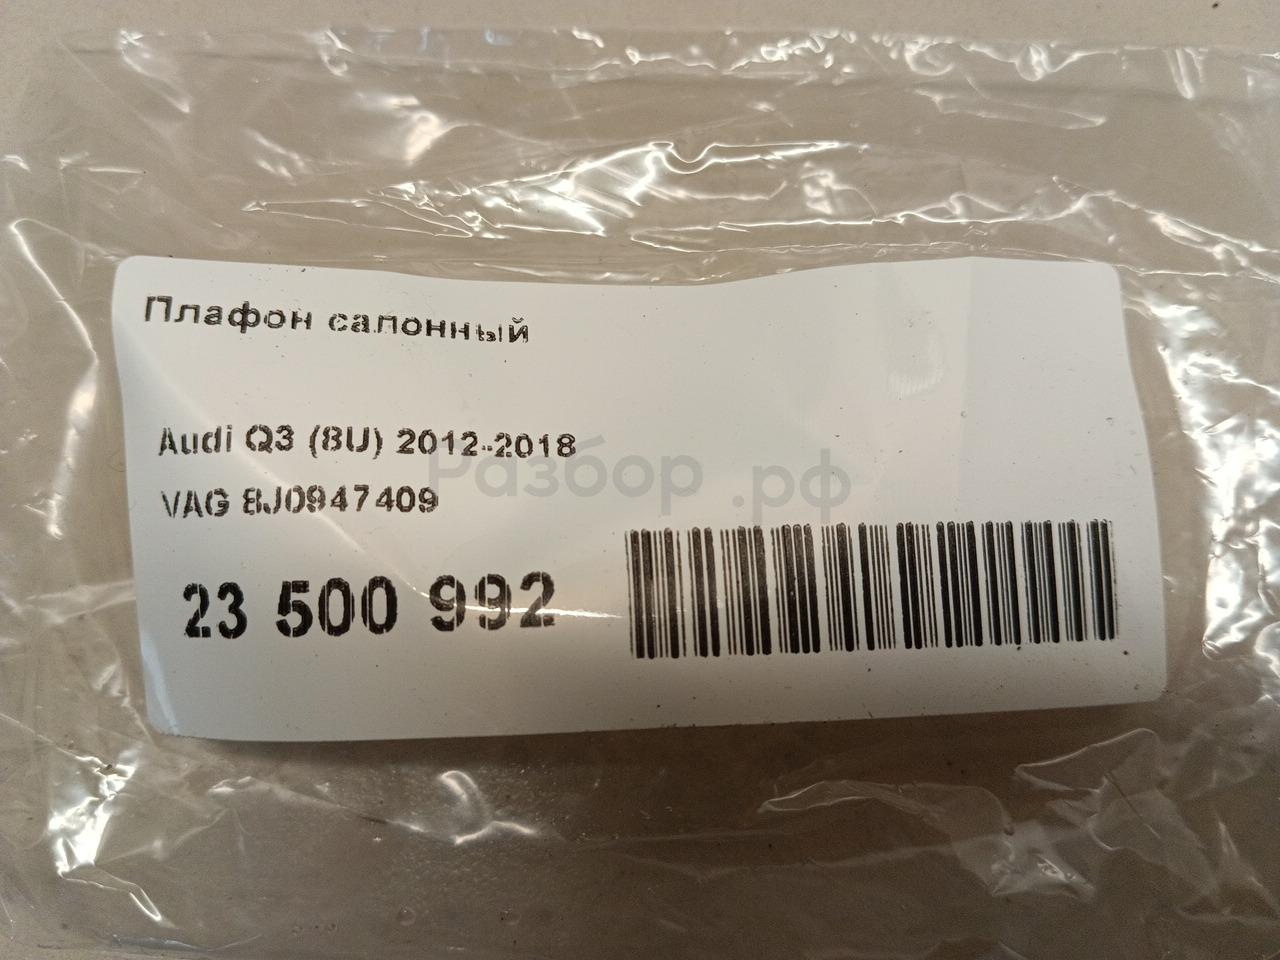 Плафон салонный
Audi Q3 (8U) 2012-2018
Разбор.рф
VAG 8J0947409
23 500 992